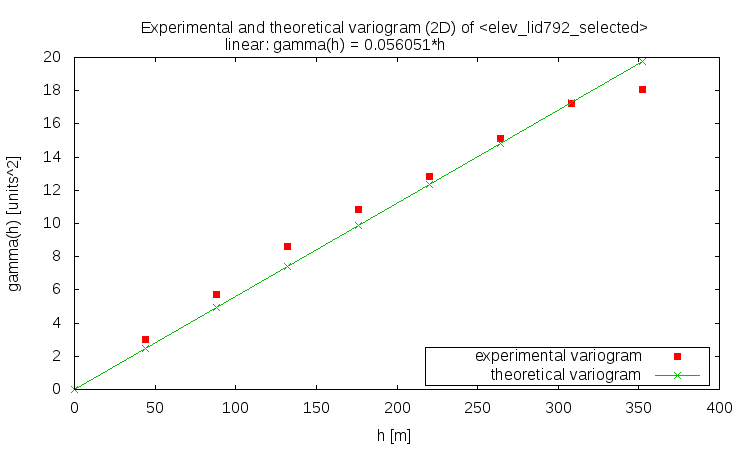 Experimental and theoretical variogram (2D) of <elev_lid792_selected>
linear: gamma(h) = 0.056051*h
20
18
16
14
12
10
8
6
4
2
0
gamma(h) [units^2]
experimental variogram
theoretical variogram
0 50 100 150 200 250 300 350 400
h [m]